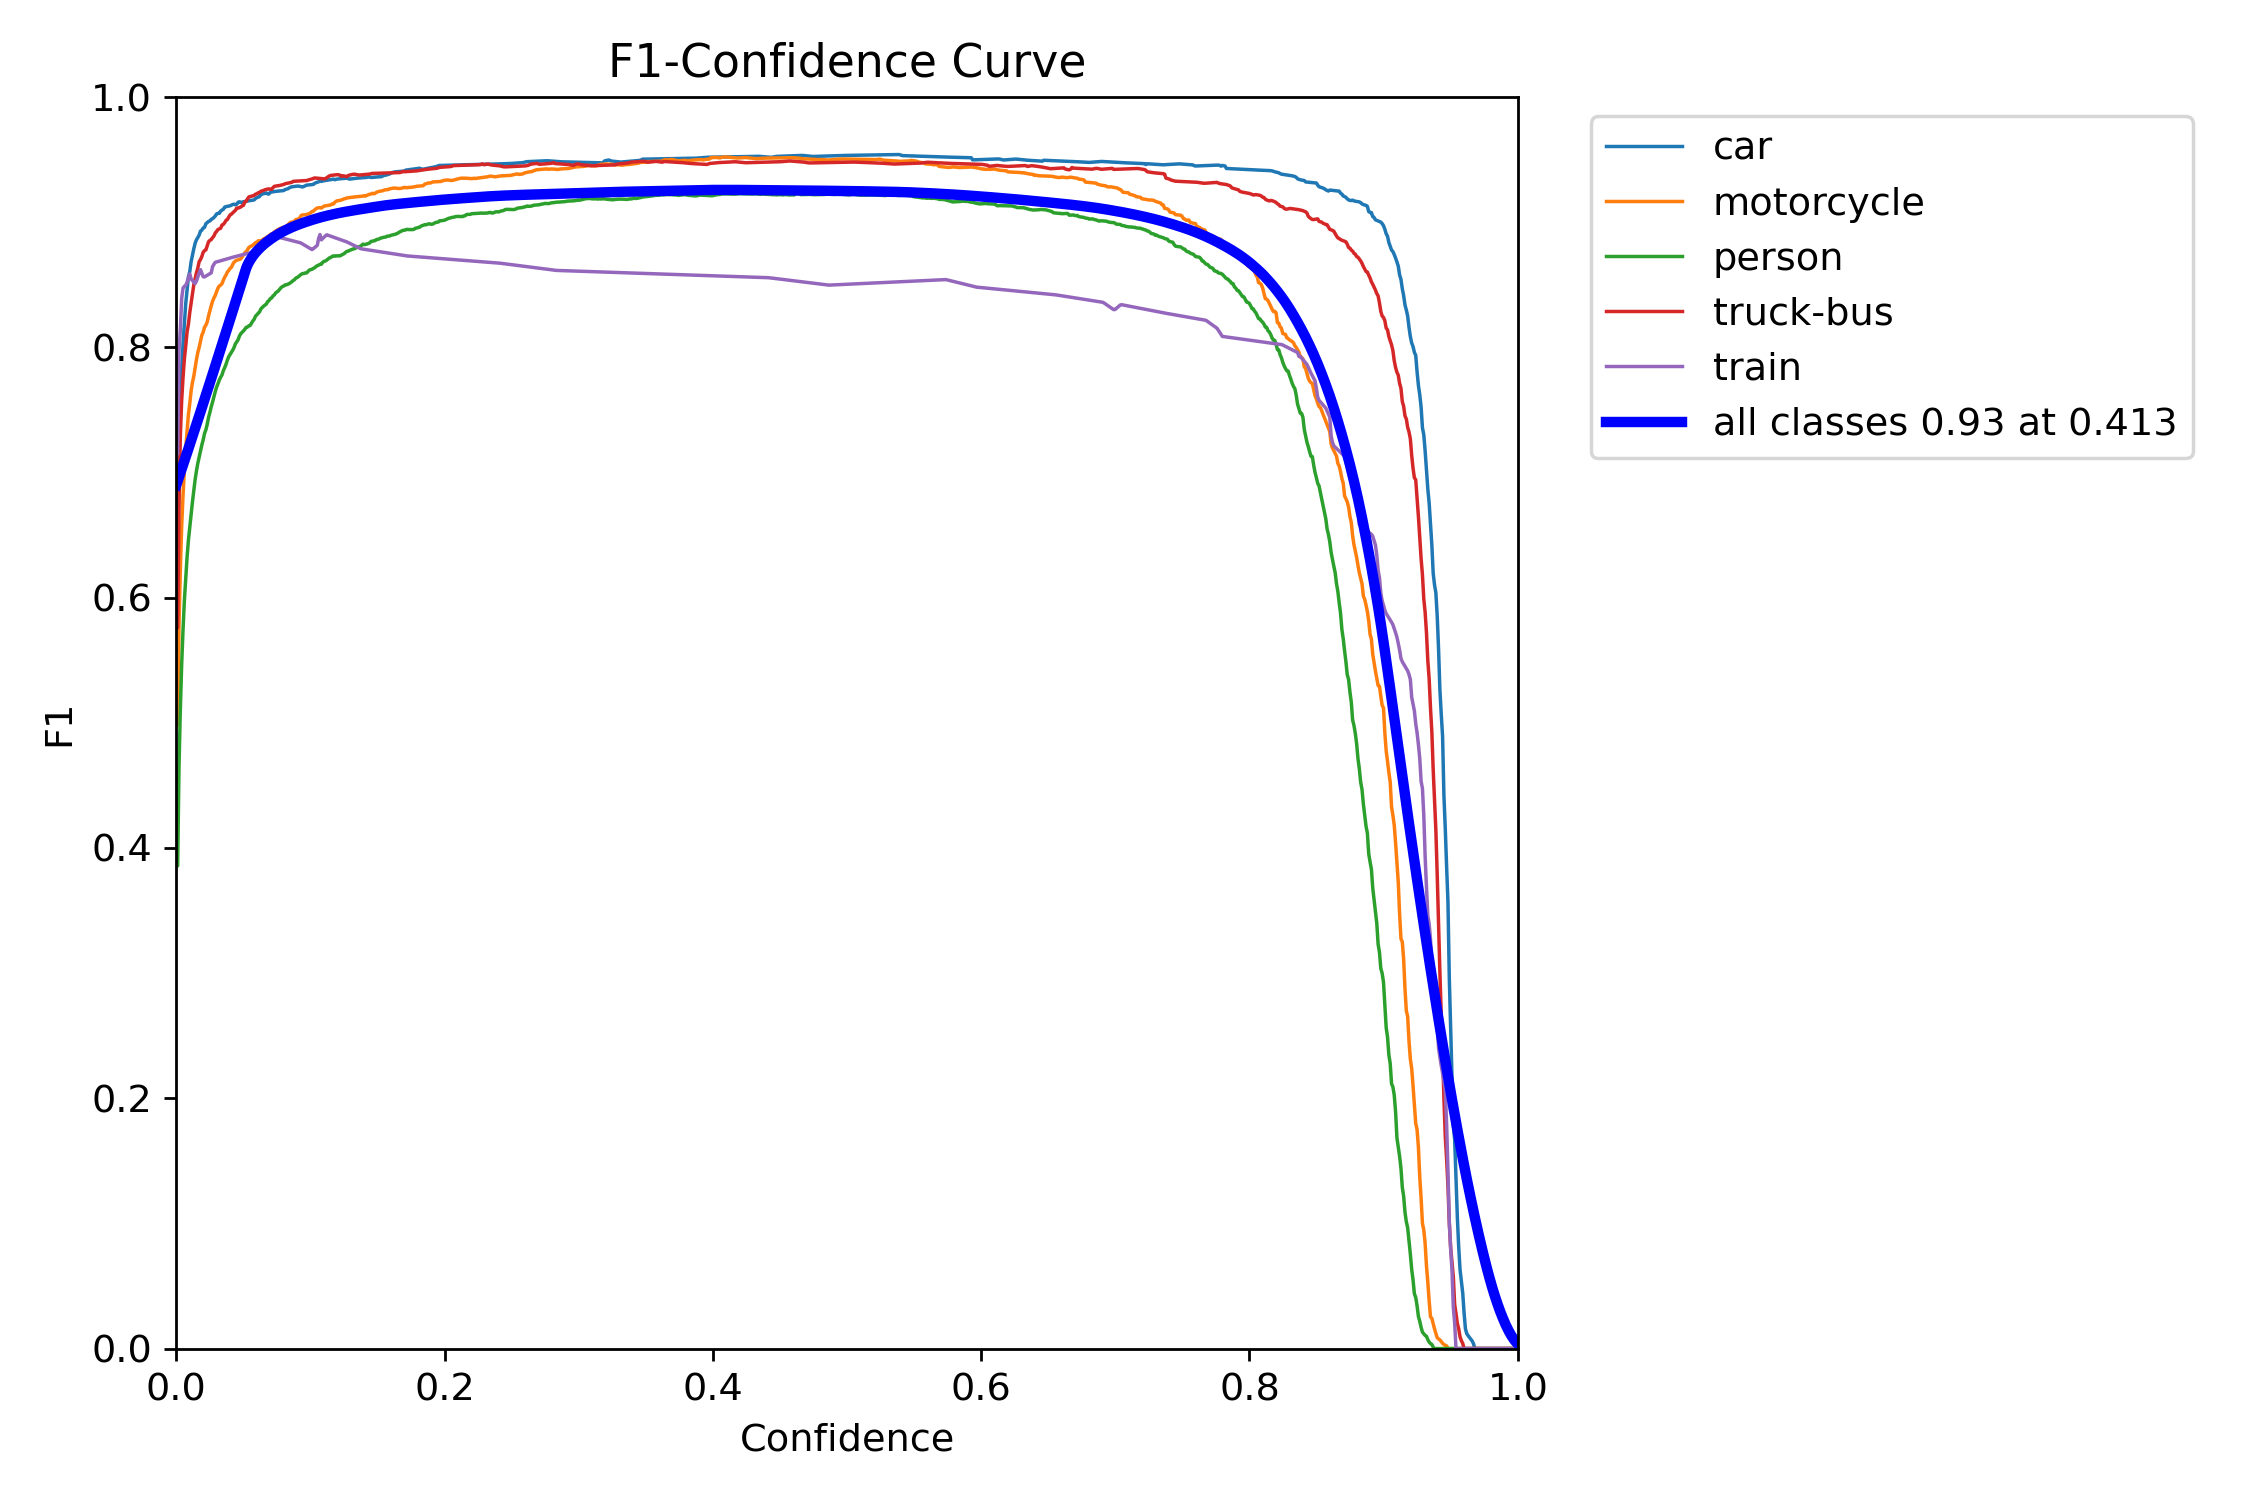 F1-Confidence Curve
1.0
0.8
0.6
0.4
0.2
0.0
F1
0.0 0.2 0.4 0.6 0.8 1.0
Confidence
car
motorcycle
person
truck-bus
train
all classes 0.93 at 0.413